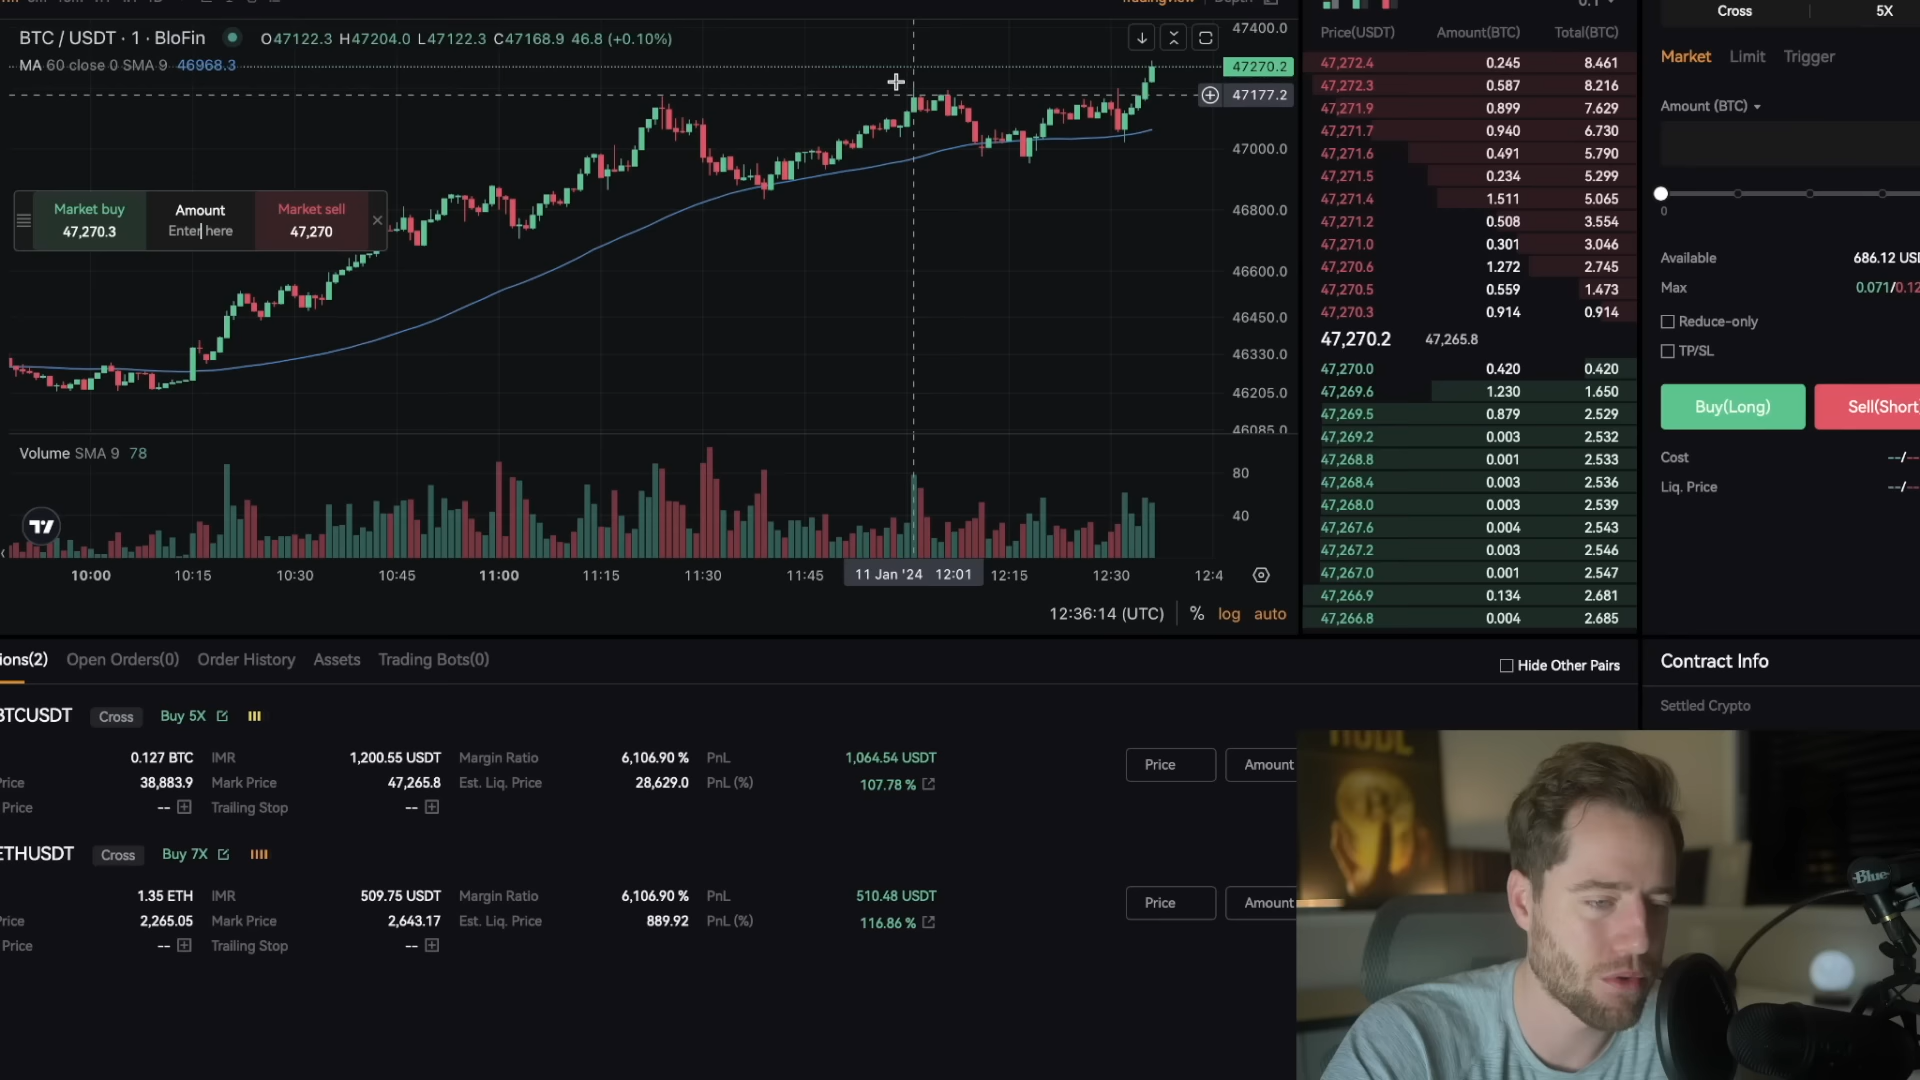 BTC / USDT · 1 · BloFin O47122.3 H47204.0 L47122.3 C47168.9 46.8 (+0.10%)
MA 60 close 0 SMA 9 46968.3
Market buy
47,270.3
Amount
Enter here
Market sell
47,270
47400.0
47270.2
47177.2
47000.0
46800.0
46600.0
46450.0
46330.0
46205.0
46085.0
Volume SMA 9 78
80
40
10:00 10:15 10:30 10:45 11:00 11:15 11:30 11:45 11 Jan '24 12:01 12:15 12:30 12:4
12:36:14 (UTC) % log auto
Price(USDT) Amount(BTC) Total(BTC)
47,272.4 0.245 8.461
47,272.3 0.587 8.216
47,271.9 0.899 7.629
47,271.7 0.940 6.730
47,271.6 0.491 5.790
47,271.5 0.234 5.299
47,271.4 1.511 5.065
47,271.2 0.508 3.554
47,271.0 0.301 3.046
47,270.6 1.272 2.745
47,270.5 0.559 1.473
47,270.3 0.914 0.914
47,270.2 47,265.8
47,270.0 0.420 0.420
47,269.6 1.230 1.650
47,269.5 0.879 2.529
47,269.2 0.003 2.532
47,268.8 0.001 2.533
47,268.4 0.003 2.536
47,268.0 0.003 2.539
47,267.6 0.004 2.543
47,267.2 0.003 2.546
47,267.0 0.001 2.547
47,266.9 0.134 2.681
47,266.8 0.004 2.685
Cross 5X
Market Limit Trigger
Amount (BTC)
0
Available 686.12 USD
Max 0.071/0.12
Reduce-only
TP/SL
Buy(Long) Sell(Short
Cost --/--
Liq. Price --/--
ions(2) Open Orders(0) Order History Assets Trading Bots(0)
Hide Other Pairs
Contract Info
Settled Crypto
BTCUSDT Cross Buy 5X
0.127 BTC IMR 1,200.55 USDT Margin Ratio 6,106.90 % PnL 1,064.54 USDT
rice 38,883.9 Mark Price 47,265.8 Est. Liq. Price 28,629.0 PnL (%) 107.78 %
Price -- Trailing Stop --
Price Amount
ETHUSDT Cross Buy 7X
1.35 ETH IMR 509.75 USDT Margin Ratio 6,106.90 % PnL 510.48 USDT
rice 2,265.05 Mark Price 2,643.17 Est. Liq. Price 889.92 PnL (%) 116.86 %
Price -- Trailing Stop --
Price Amount
HODL
Blue